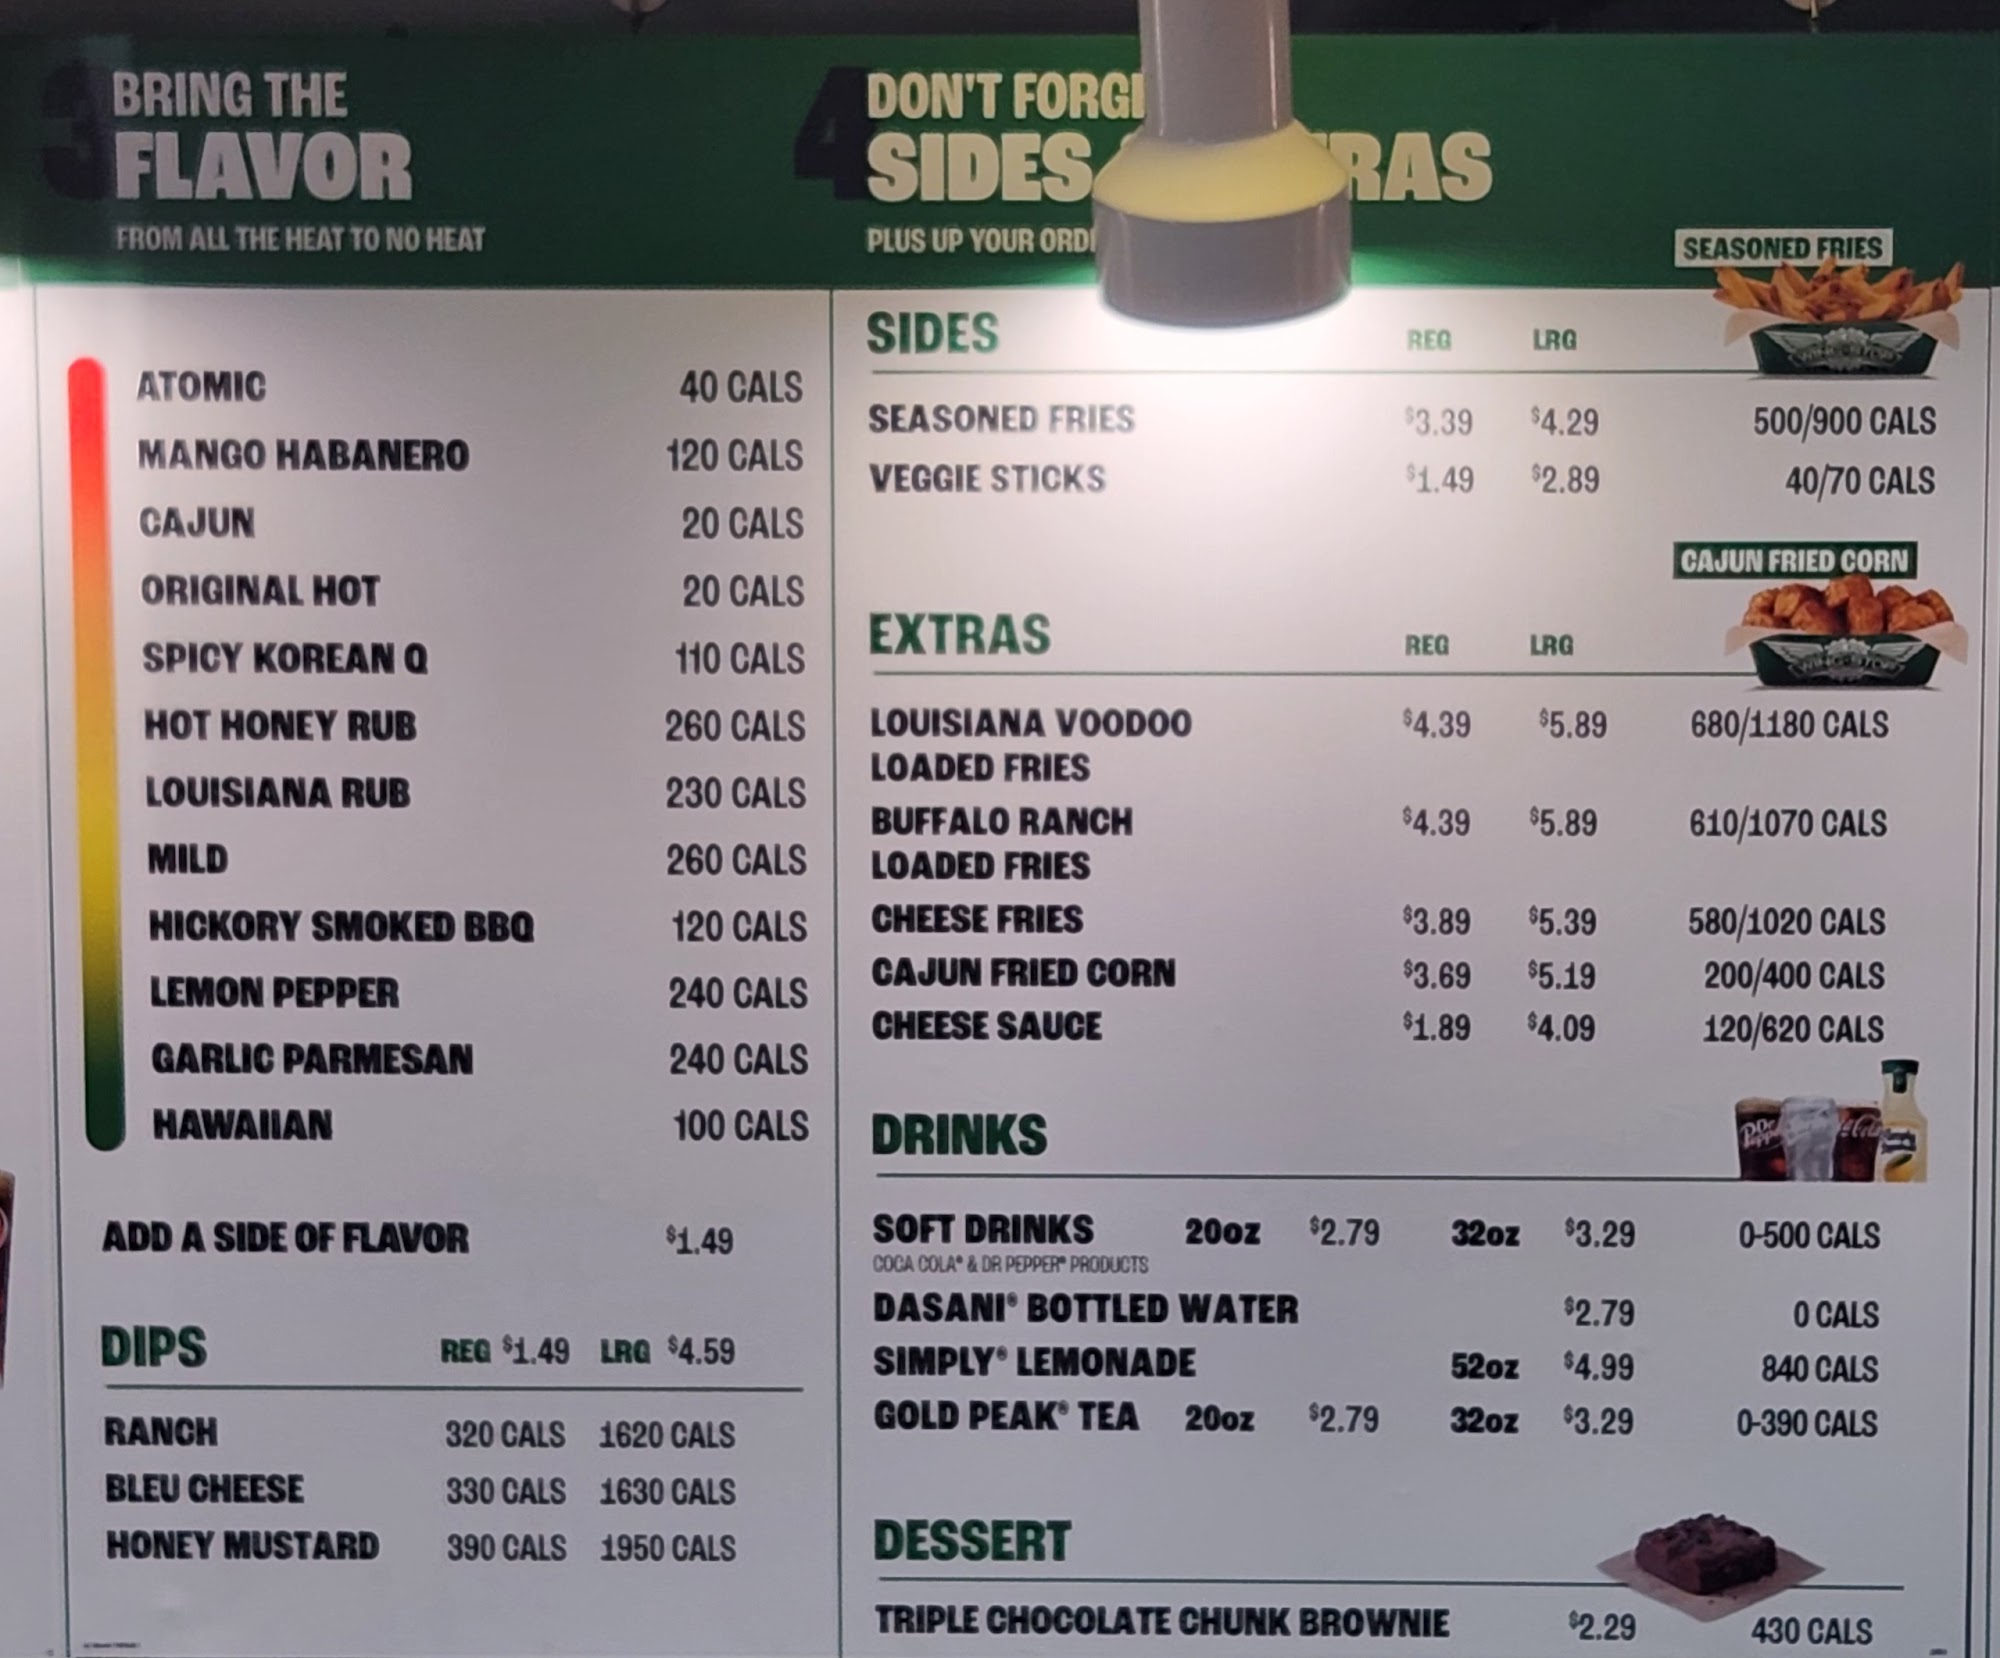 3 BRING THE
FLAVOR
FROM ALL THE HEAT TO NO HEAT
ATOMIC 40 CALS
MANGO HABANERO 120 CALS
CAJUN 20 CALS
ORIGINAL HOT 20 CALS
SPICY KOREAN Q 110 CALS
HOT HONEY RUB 260 CALS
LOUISIANA RUB 230 CALS
MILD 260 CALS
HICKORY SMOKED BBQ 120 CALS
LEMON PEPPER 240 CALS
GARLIC PARMESAN 240 CALS
HAWAIIAN 100 CALS
ADD A SIDE OF FLAVOR $1.49
DIPS REG $1.49 LRG $4.59
RANCH 320 CALS 1620 CALS
BLEU CHEESE 330 CALS 1630 CALS
HONEY MUSTARD 390 CALS 1950 CALS
4 DON'T FORG
SIDES RAS
PLUS UP YOUR ORD
SEASONED FRIES
WING STOP
SIDES REG LRG
SEASONED FRIES $3.39 $4.29 500/900 CALS
VEGGIE STICKS $1.49 $2.89 40/70 CALS
CAJUN FRIED CORN
WING STOP
EXTRAS REG LRG
LOUISIANA VOODOO $4.39 $5.89 680/1180 CALS
LOADED FRIES
BUFFALO RANCH $4.39 $5.89 610/1070 CALS
LOADED FRIES
CHEESE FRIES $3.89 $5.39 580/1020 CALS
CAJUN FRIED CORN $3.69 $5.19 200/400 CALS
CHEESE SAUCE $1.89 $4.09 120/620 CALS
DRINKS
Dr Pepper
SOFT DRINKS 20oz $2.79 32oz $3.29 0-500 CALS
COCA COLA® & DR PEPPER® PRODUCTS
DASANI® BOTTLED WATER $2.79 0 CALS
SIMPLY® LEMONADE 52oz $4.99 840 CALS
GOLD PEAK® TEA 20oz $2.79 32oz $3.29 0-390 CALS
DESSERT
TRIPLE CHOCOLATE CHUNK BROWNIE $2.29 430 CALS